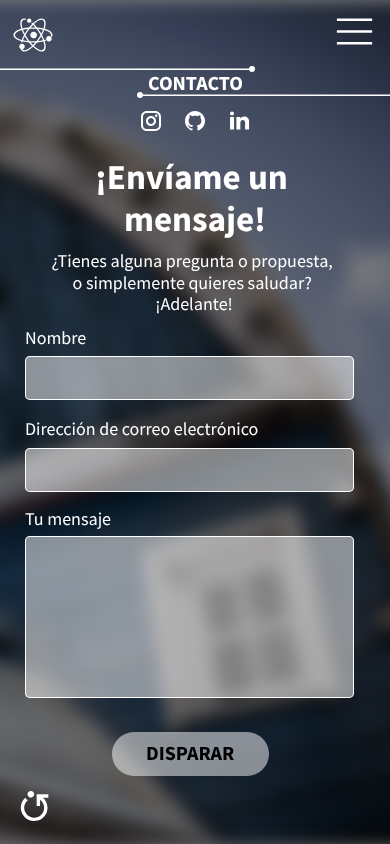 CONTACTO
¡Envíame un
mensaje!
¿Tienes alguna pregunta o propuesta,
o simplemente quieres saludar?
¡Adelante!
Nombre
Dirección de correo electrónico
Tu mensaje
DISPARAR